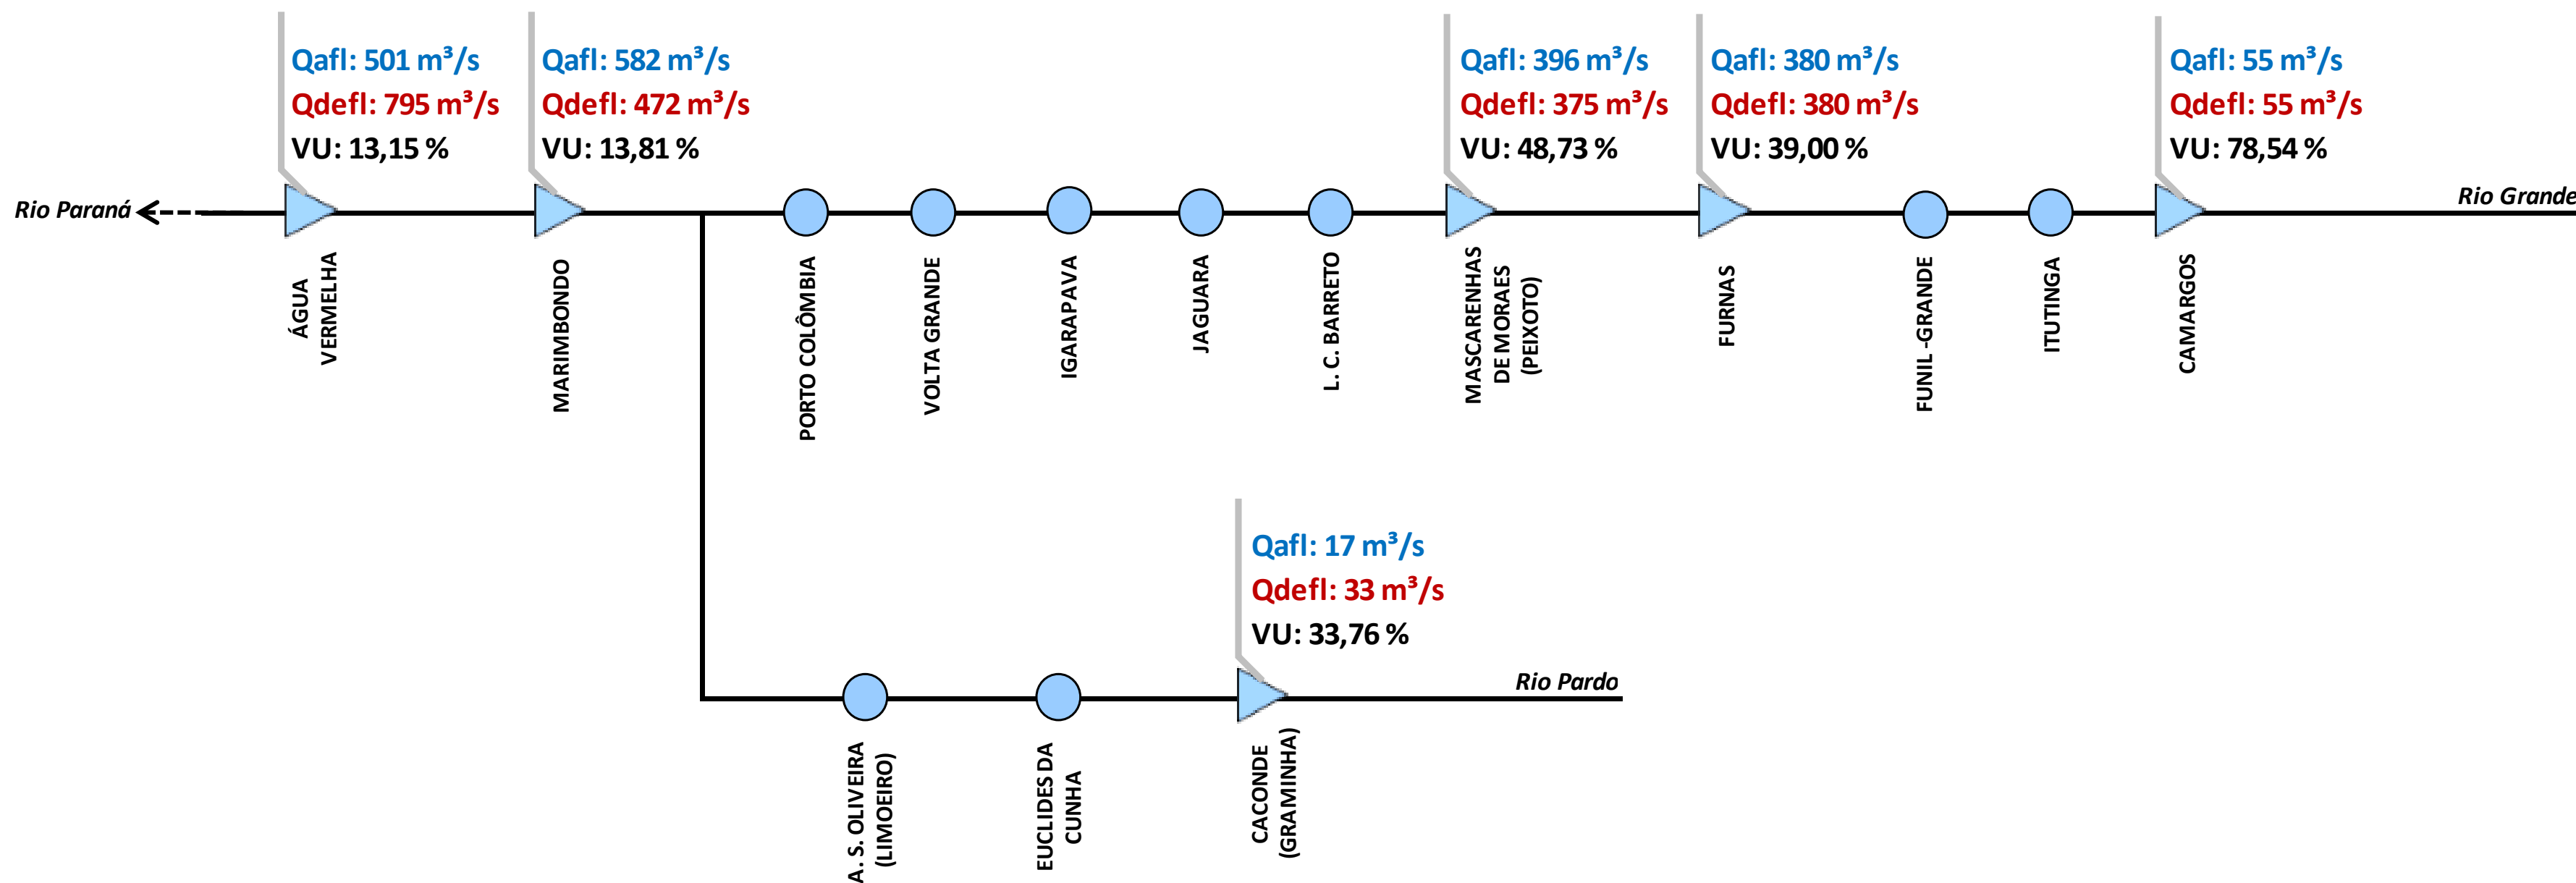 Qafl: 501 m³/s
Qdefl: 795 m³/s
VU: 13,15 %
Qafl: 582 m³/s
Qdefl: 472 m³/s
VU: 13,81 %
Qafl: 396 m³/s
Qdefl: 375 m³/s
VU: 48,73 %
Qafl: 380 m³/s
Qdefl: 380 m³/s
VU: 39,00 %
Qafl: 55 m³/s
Qdefl: 55 m³/s
VU: 78,54 %
Rio Paraná
Rio Grande
ÁGUA
VERMELHA
MARIMBONDO
PORTO COLÔMBIA
VOLTA GRANDE
IGARAPAVA
JAGUARA
L. C. BARRETO
MASCARENHAS
DE MORAES
(PEIXOTO)
FURNAS
FUNIL -GRANDE
ITUTINGA
CAMARGOS
Qafl: 17 m³/s
Qdefl: 33 m³/s
VU: 33,76 %
Rio Pardo
A. S. OLIVEIRA
(LIMOEIRO)
EUCLIDES DA
CUNHA
CACONDE
(GRAMINHA)